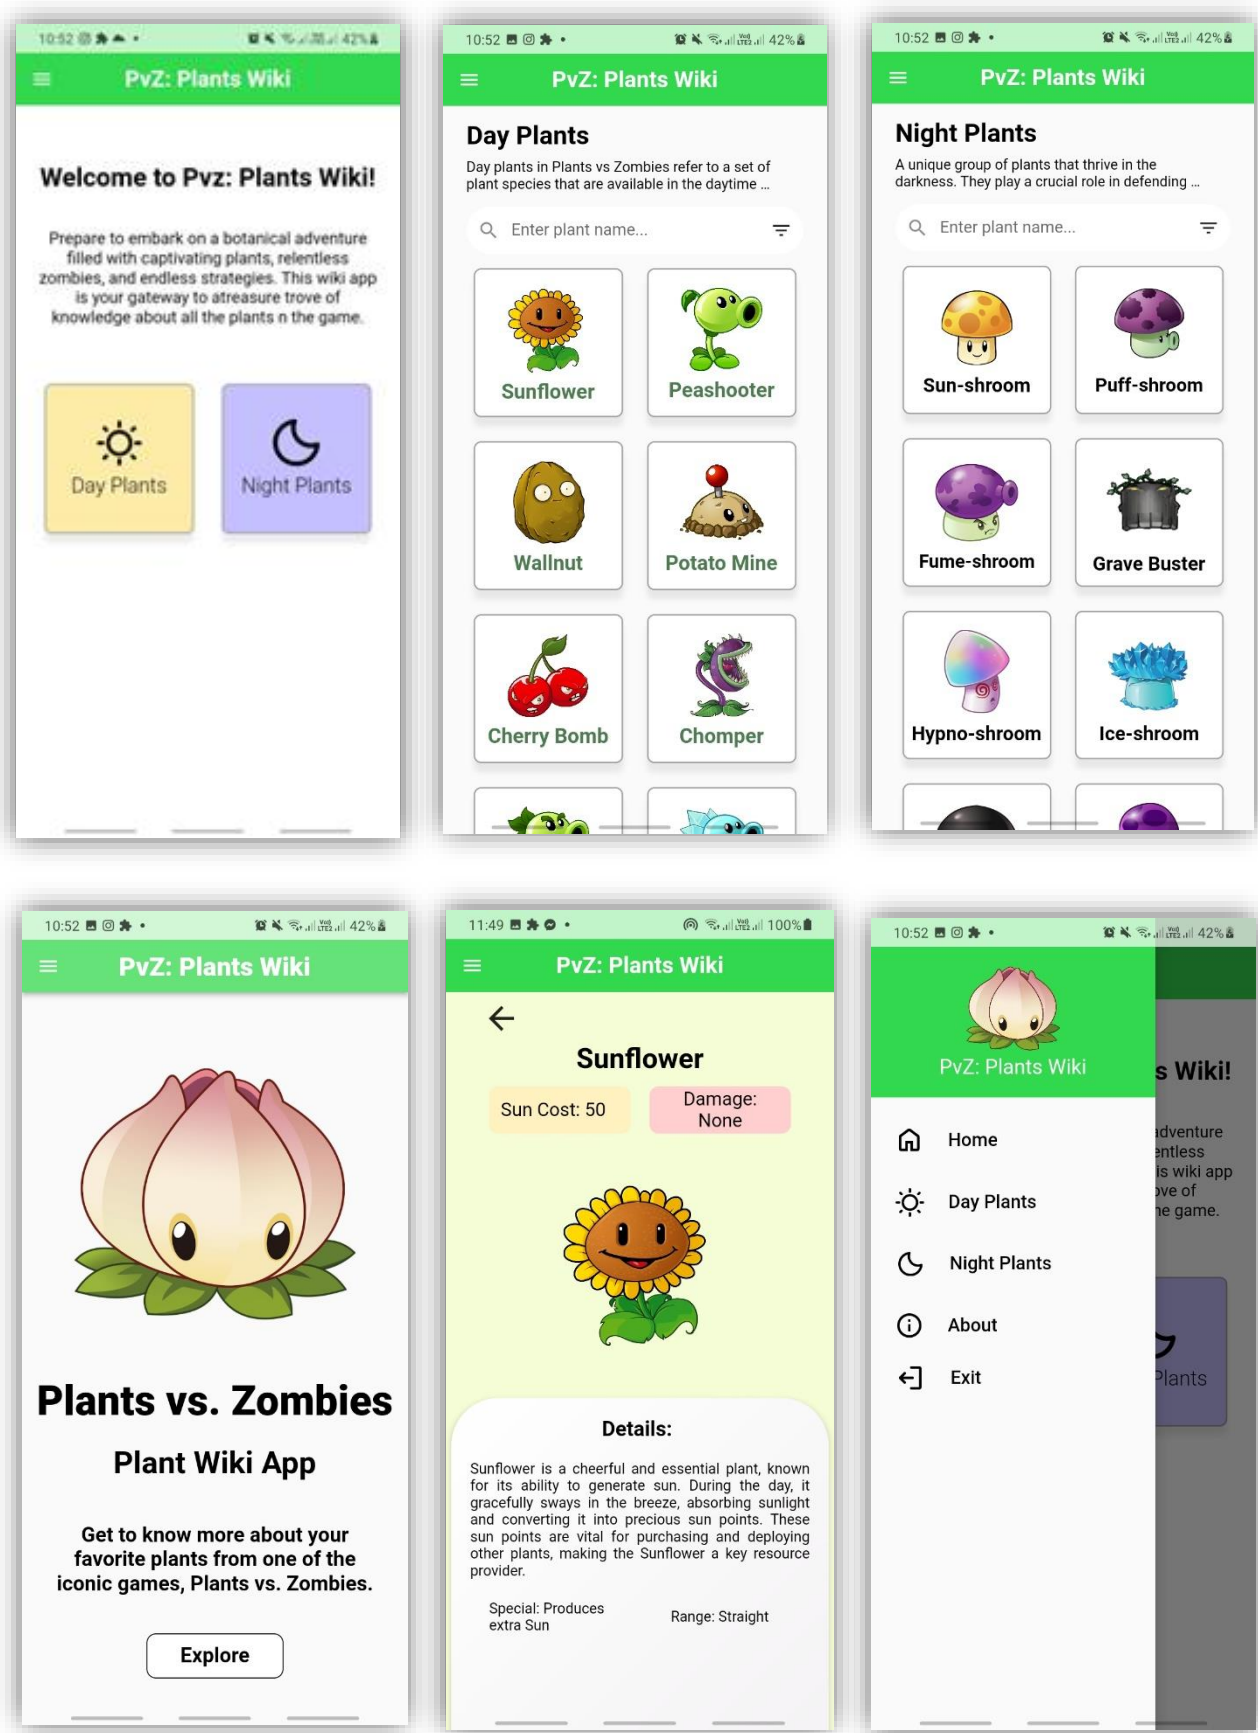 10:52
42%
PvZ: Plants Wiki
Welcome to Pvz: Plants Wiki!
Prepare to embark on a botanical adventure
filled with captivating plants, relentless
zombies, and endless strategies. This wiki app
is your gateway to atreasure trove of
knowledge about all the plants n the game.
Day Plants
Night Plants
10:52
LTE2 42%
PvZ: Plants Wiki
Day Plants
Day plants in Plants vs Zombies refer to a set of
plant species that are available in the daytime ...
Enter plant name...
Sunflower
Peashooter
Wallnut
Potato Mine
Cherry Bomb
Chomper
10:52
LTE2 42%
PvZ: Plants Wiki
Night Plants
A unique group of plants that thrive in the
darkness. They play a crucial role in defending ...
Enter plant name...
Sun-shroom
Puff-shroom
Fume-shroom
Grave Buster
Hypno-shroom
Ice-shroom
10:52
LTE2 42%
PvZ: Plants Wiki
Plants vs. Zombies
Plant Wiki App
Get to know more about your
favorite plants from one of the
iconic games, Plants vs. Zombies.
Explore
11:49
LTE2 100%
PvZ: Plants Wiki
Sunflower
Sun Cost: 50
Damage:
None
Details:
Sunflower is a cheerful and essential plant, known
for its ability to generate sun. During the day, it
gracefully sways in the breeze, absorbing sunlight
and converting it into precious sun points. These
sun points are vital for purchasing and deploying
other plants, making the Sunflower a key resource
provider.
Special: Produces
extra Sun
Range: Straight
10:52
LTE2 42%
PvZ: Plants Wiki
Home
Day Plants
Night Plants
About
Exit
s Wiki!
adventure
entless
is wiki app
ove of
he game.
Plants